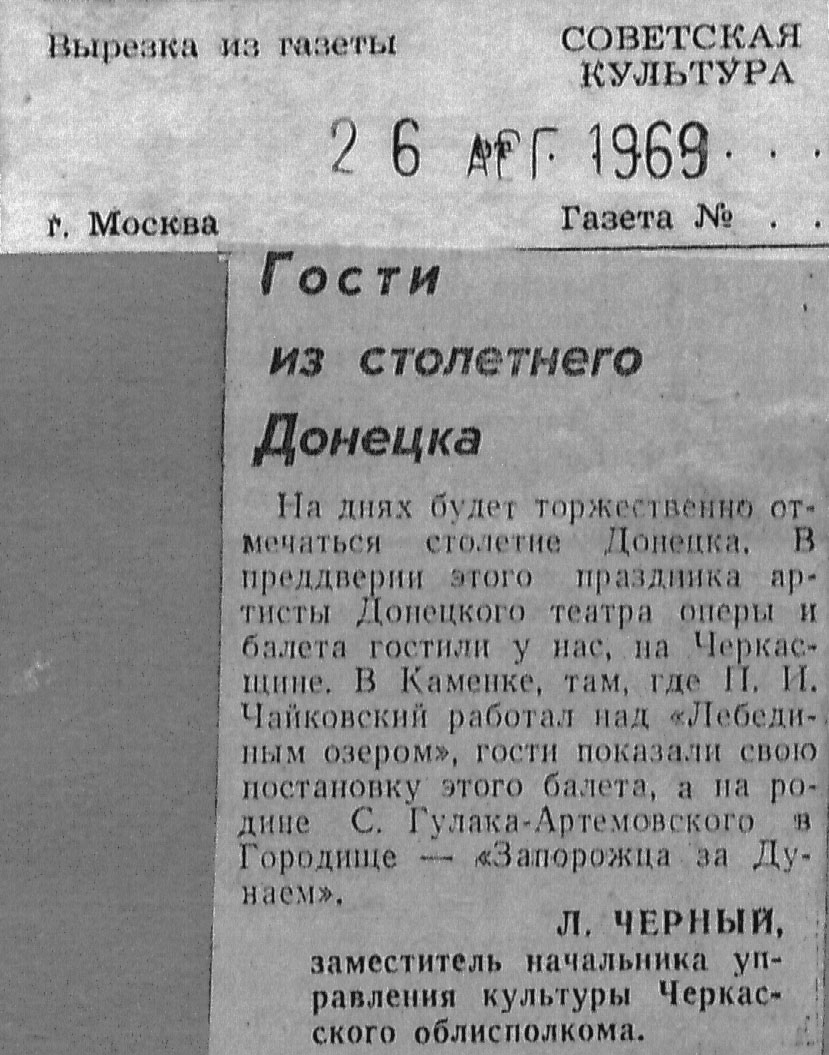 Вырезка из газеты
СОВЕТСКАЯ
КУЛЬТУРА
26 АПГ. 1969 . . .
г. Москва
Газета № . .
Гости
из столетнего
Донецка
На днях будет торжественно от-
мечаться столетие Донецка. В
преддверии этого праздника ар-
тисты Донецкого театра оперы и
балета гостили у нас, на Черкас-
щине. В Каменке, там, где П. И.
Чайковский работал над «Лебеди-
ным озером», гости показали свою
постановку этого балета, а на ро-
дине С. Гулака-Артемовского в
Городище — «Запорожца за Ду-
наем».
Л. ЧЕРНЫЙ,
заместитель начальника уп-
равления культуры Черкас-
ского облисполкома.